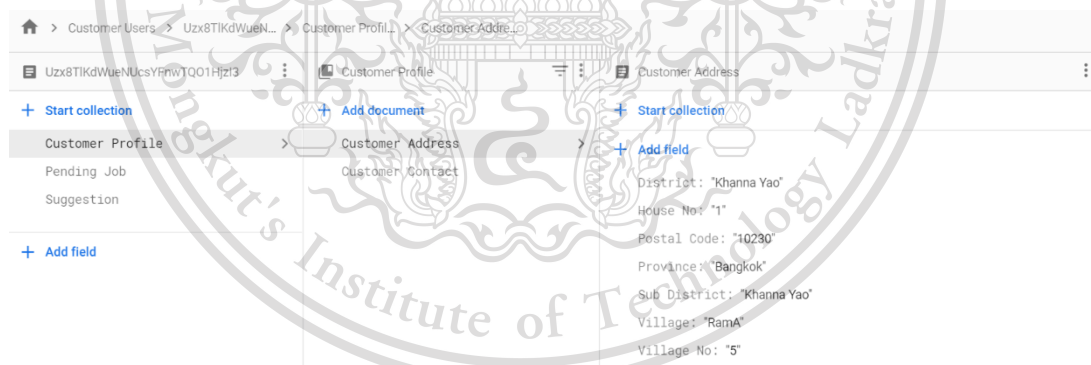 Customer Users > Uzx8TlKdWueN... > Customer Profil... > Customer Addre...
Uzx8TlKdWueNUcsYFnwTQO1Hjzl3
Customer Profile
Customer Address
+ Start collection
+ Add document
+ Start collection
Customer Profile >
Customer Address >
+ Add field
Pending Job
Customer Contact
Suggestion
+ Add field
District: "Khanna Yao"
House No: "1"
Postal Code: "10230"
Province: "Bangkok"
Sub District: "Khanna Yao"
Village: "RamA"
Village No: "5"
ngkut's Institute of Technology Ladkra